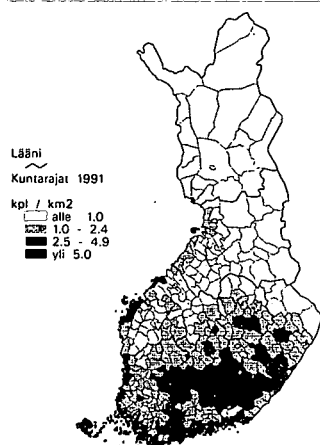 Lääni
Kuntarajat 1991
kpl / km2
alle 1.0
1.0 - 2.4
2.5 - 4.9
yli 5.0